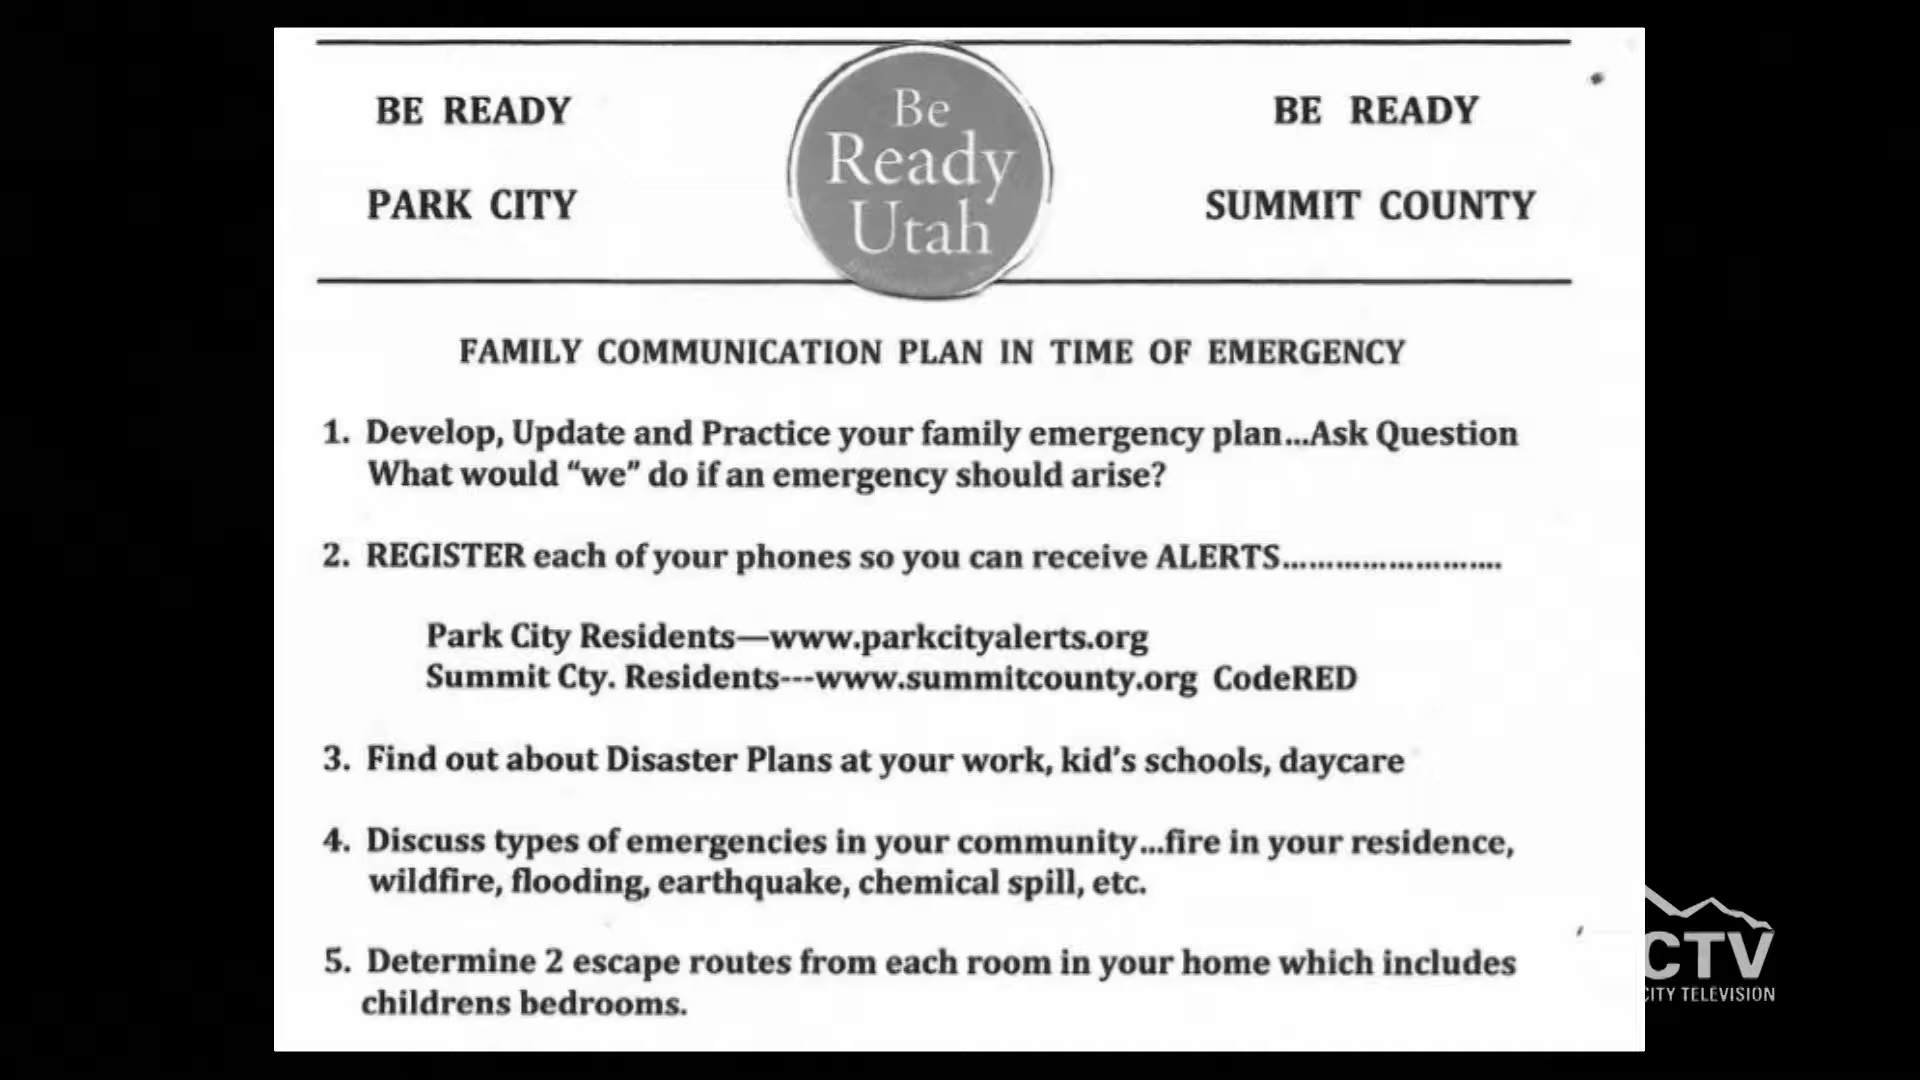 BE READY
PARK CITY
Be
Ready
Utah
BE READY
SUMMIT COUNTY
FAMILY COMMUNICATION PLAN IN TIME OF EMERGENCY
1. Develop, Update and Practice your family emergency plan...Ask Question
What would “we” do if an emergency should arise?
2. REGISTER each of your phones so you can receive ALERTS........................
Park City Residents—www.parkcityalerts.org
Summit Cty. Residents---www.summitcounty.org CodeRED
3. Find out about Disaster Plans at your work, kid’s schools, daycare
4. Discuss types of emergencies in your community...fire in your residence,
wildfire, flooding, earthquake, chemical spill, etc.
5. Determine 2 escape routes from each room in your home which includes
childrens bedrooms.
CTV
CITY TELEVISION